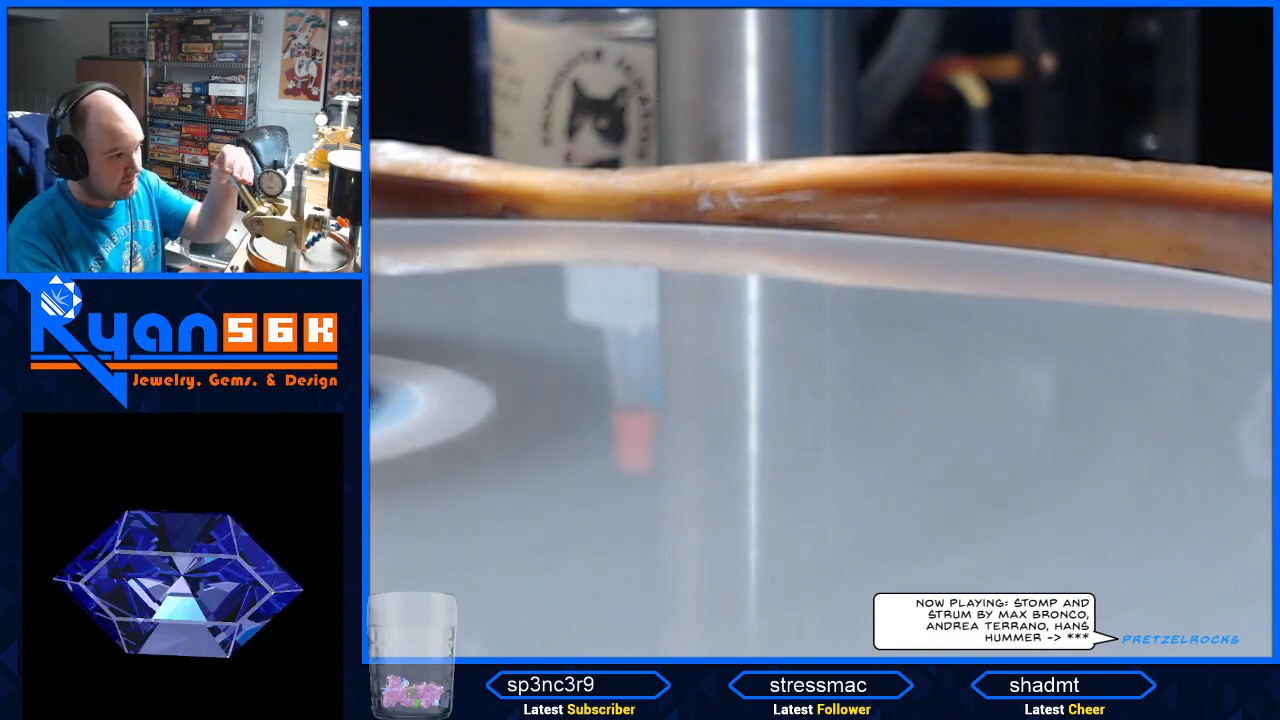 Ryan S6K
Jewelry, Gems, & Design
NOW PLAYING: STOMP AND
STRUM BY MAX BRONCO,
ANDREA TERRANO, HANS
HUMMER -> ***
PRETZELROCKS
sp3nc3r9
Latest Subscriber
stressmac
Latest Follower
shadmt
Latest Cheer